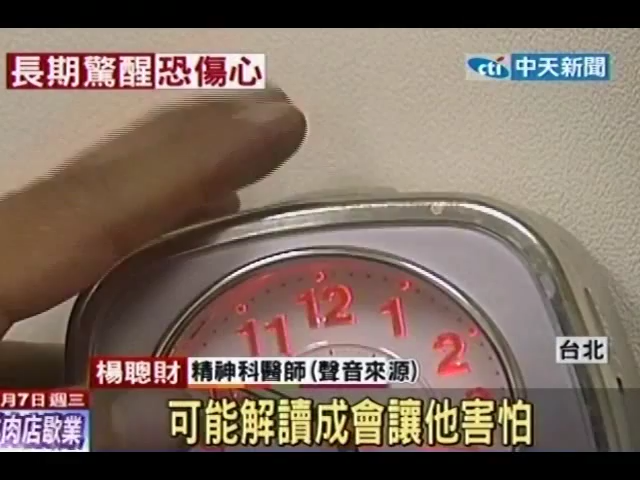 長期驚醒恐傷心
cti 中天新聞
12
11
1
2
台北
楊聰財 精神科醫師(聲音來源)
月7日週三
可能解讀成會讓他害怕
肉店歇業